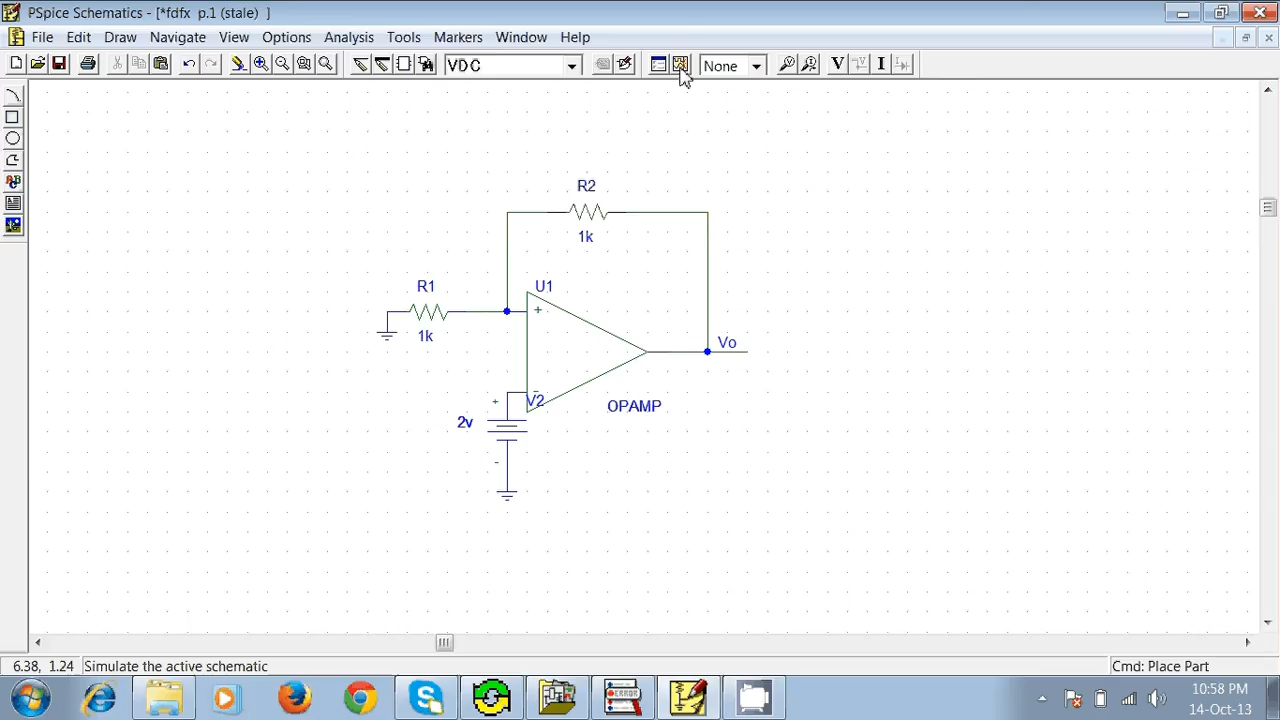 PSpice Schematics - [*fdfx p.1 (stale) ]
File Edit Draw Navigate View Options Analysis Tools Markers Window Help
VDC None V I
R2
1k
R1
U1
+
1k
Vo
-
+ V2
OPAMP
2v
-
6.38, 1.24 Simulate the active schematic Cmd: Place Part
ERROR
10:58 PM
14-Oct-13